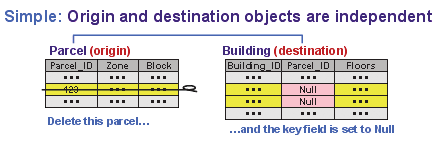 Simple: Origin and destination objects are independent
Parcel (origin)
Building (destination)
Parcel_ID Zone Block
Building_ID Parcel_ID Floors
423
Null
Null
Delete this parcel...
...and the key field is set to Null